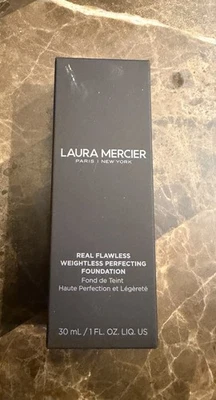 LAURA MERCIER
PARIS | NEW YORK
REAL FLAWLESS
WEIGHTLESS PERFECTING
FOUNDATION
Fond de Teint
Haute Perfection et Légèreté
30 mL / 1 FL. OZ. LIQ. US